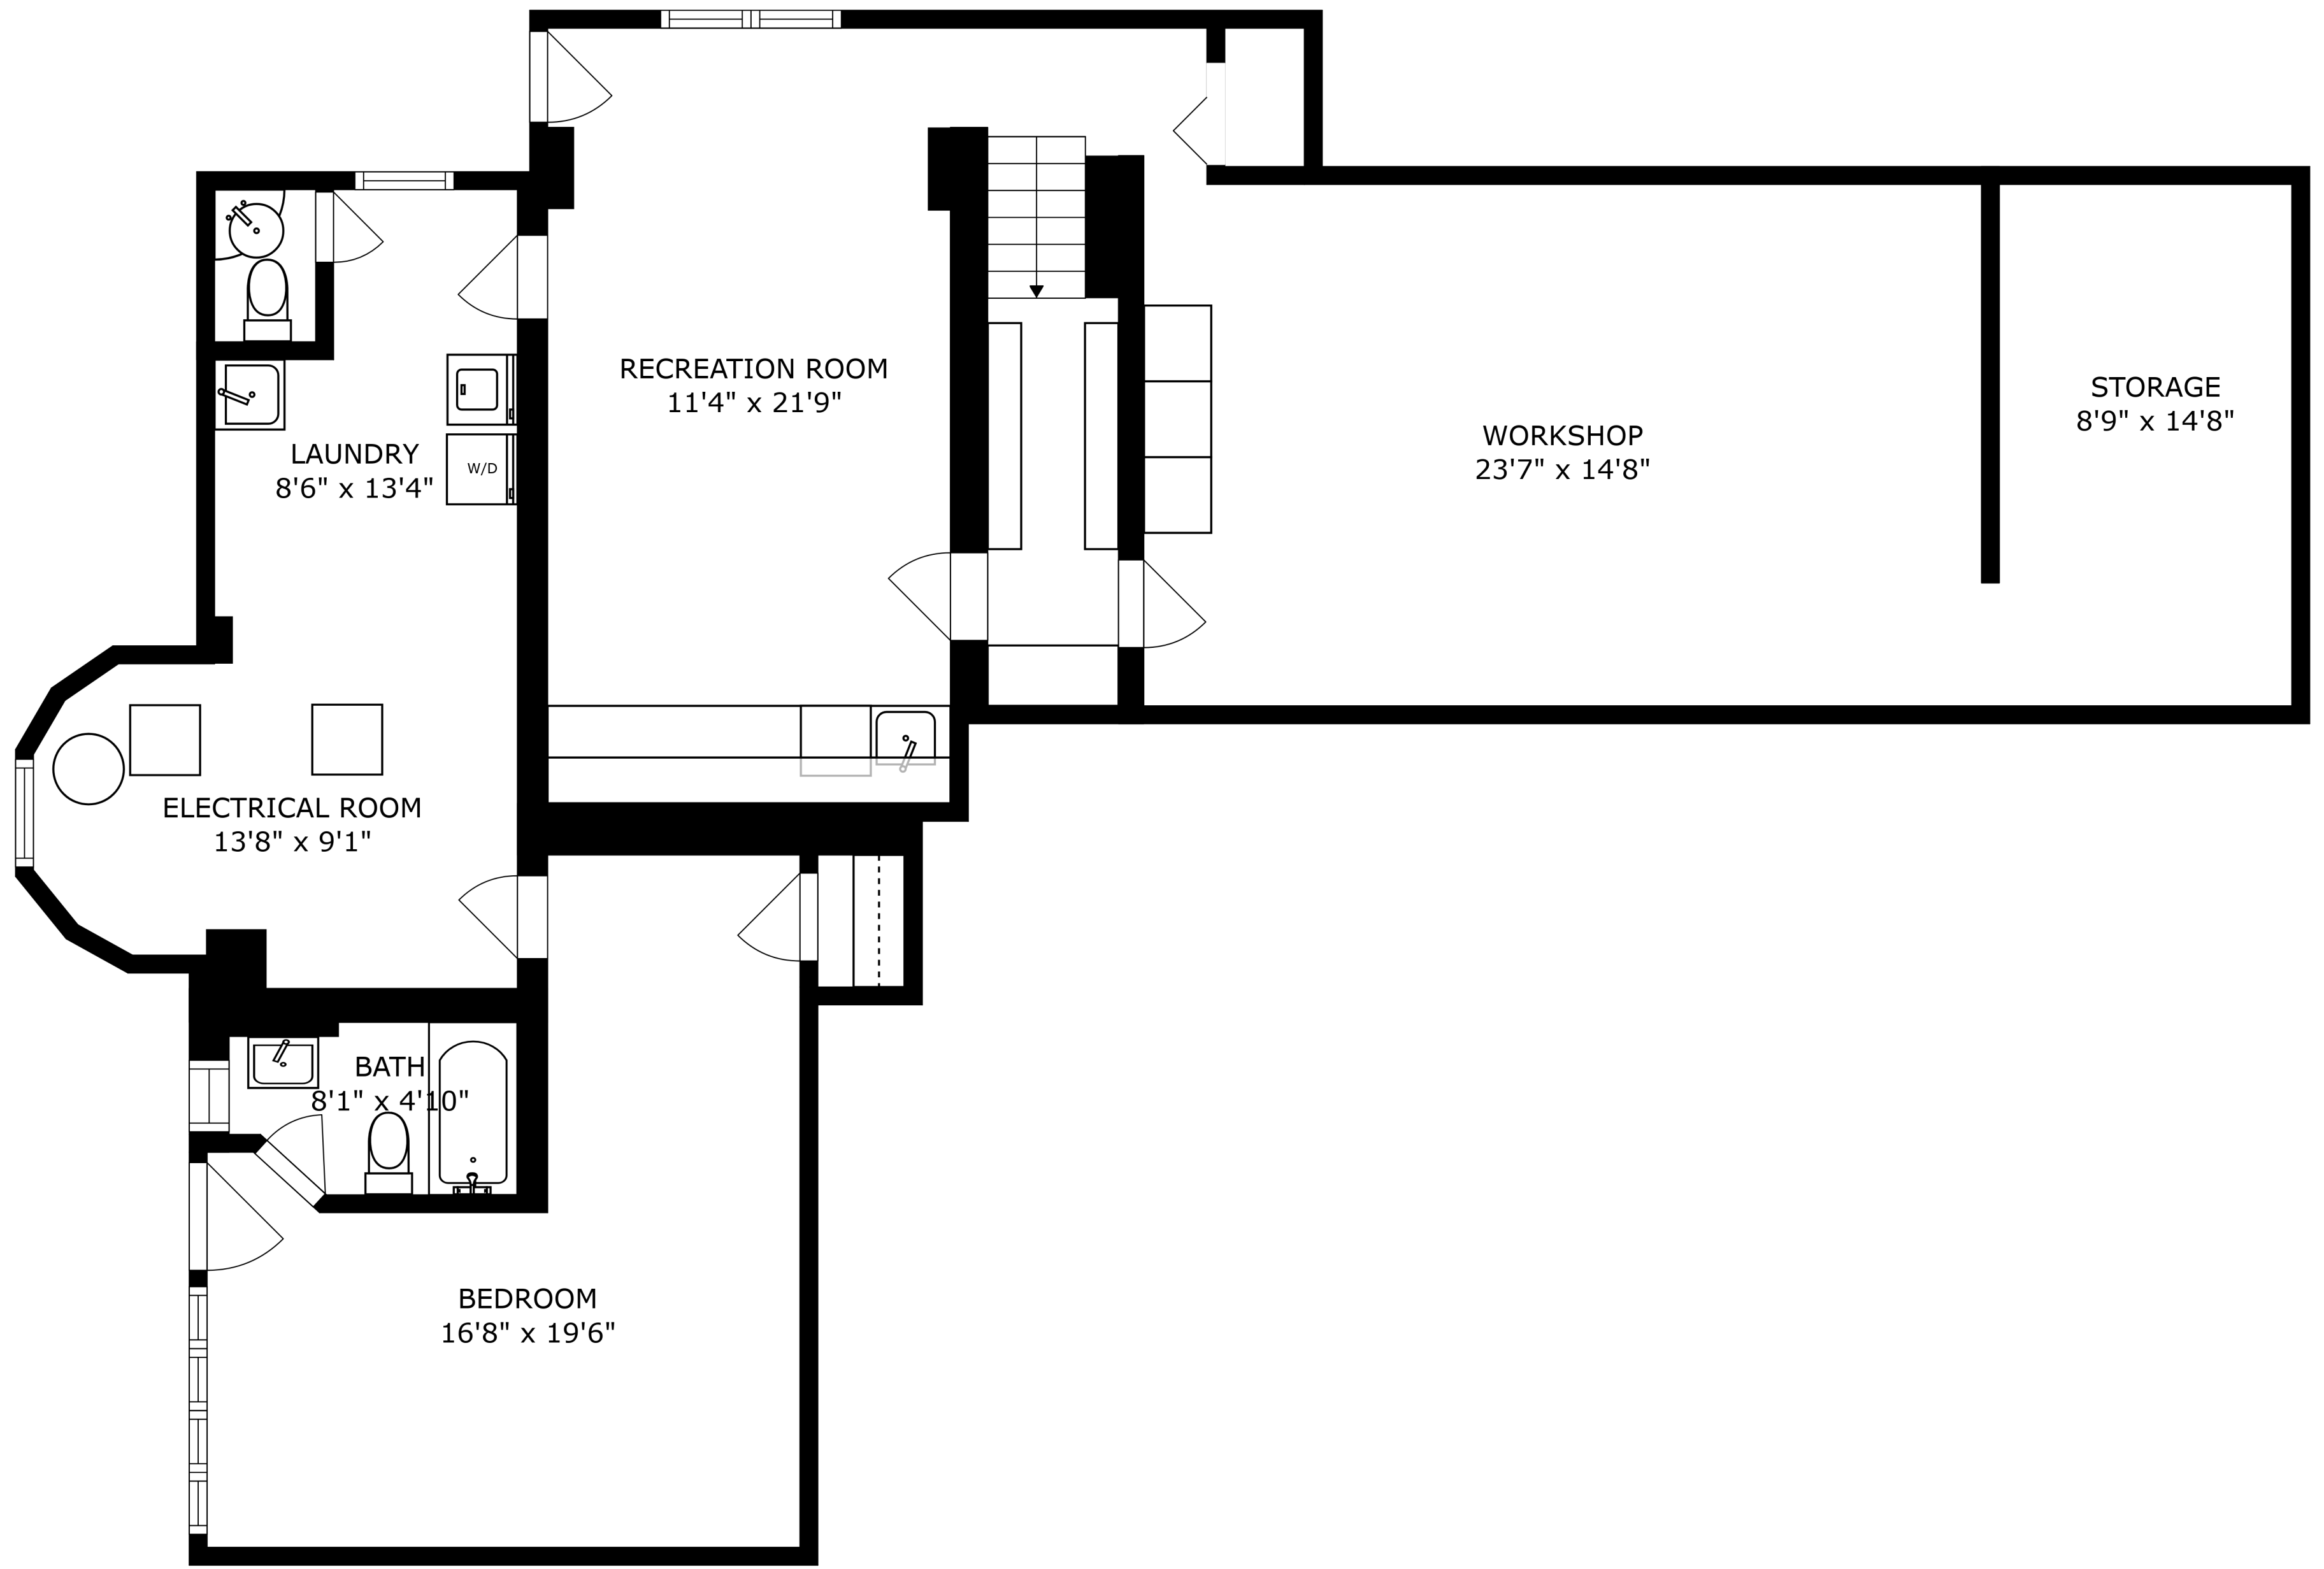 RECREATION ROOM
11'4" x 21'9"
STORAGE
8'9" x 14'8"
WORKSHOP
23'7" x 14'8"
LAUNDRY
8'6" x 13'4"
W/D
ELECTRICAL ROOM
13'8" x 9'1"
BATH
8'1" x 4'10"
BEDROOM
16'8" x 19'6"